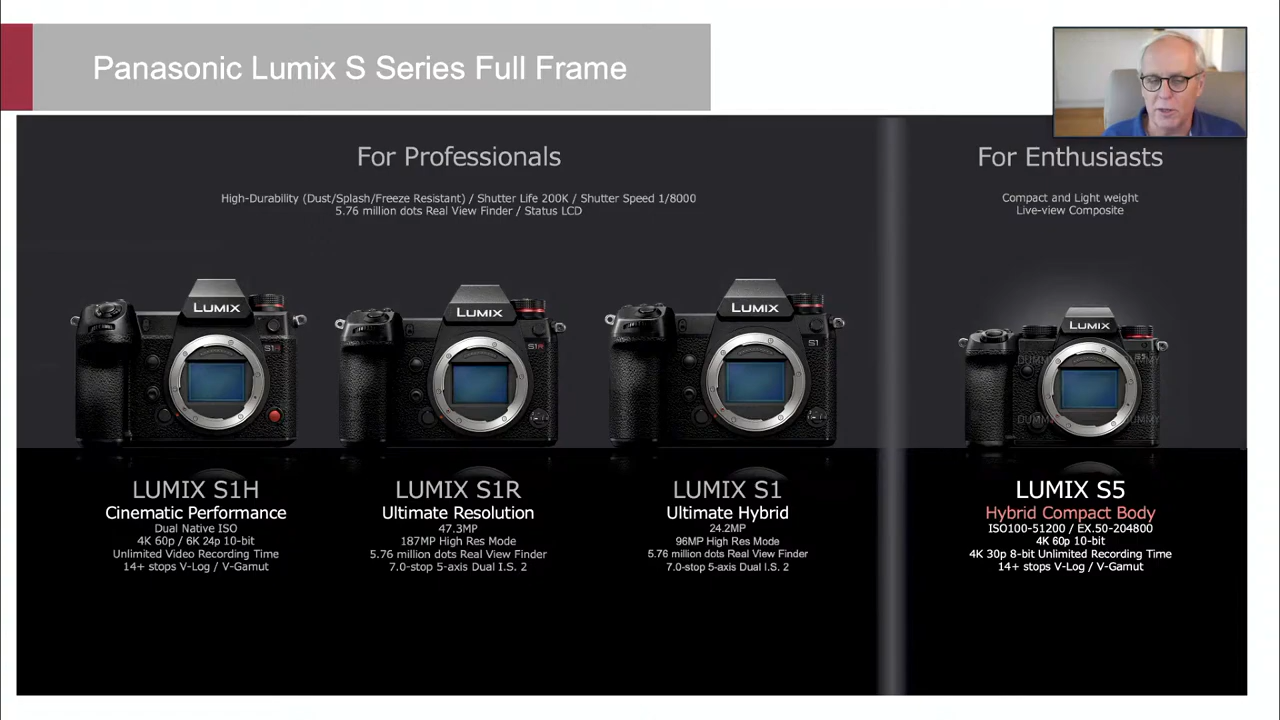 Panasonic Lumix S Series Full Frame
For Professionals
High-Durability (Dust/Splash/Freeze Resistant) / Shutter Life 200K / Shutter Speed 1/8000
5.76 million dots Real View Finder / Status LCD
For Enthusiasts
Compact and Light weight
Live-view Composite
LUMIX
S1H
LUMIX
S1R
LUMIX
S1
LUMIX
S5
DUMMY
DUMMY
LUMIX S1H
Cinematic Performance
Dual Native ISO
4K 60p / 6K 24p 10-bit
Unlimited Video Recording Time
14+ stops V-Log / V-Gamut
LUMIX S1R
Ultimate Resolution
47.3MP
187MP High Res Mode
5.76 million dots Real View Finder
7.0-stop 5-axis Dual I.S. 2
LUMIX S1
Ultimate Hybrid
24.2MP
96MP High Res Mode
5.76 million dots Real View Finder
7.0-stop 5-axis Dual I.S. 2
LUMIX S5
Hybrid Compact Body
ISO100-51200 / EX.50-204800
4K 60p 10-bit
4K 30p 8-bit Unlimited Recording Time
14+ stops V-Log / V-Gamut